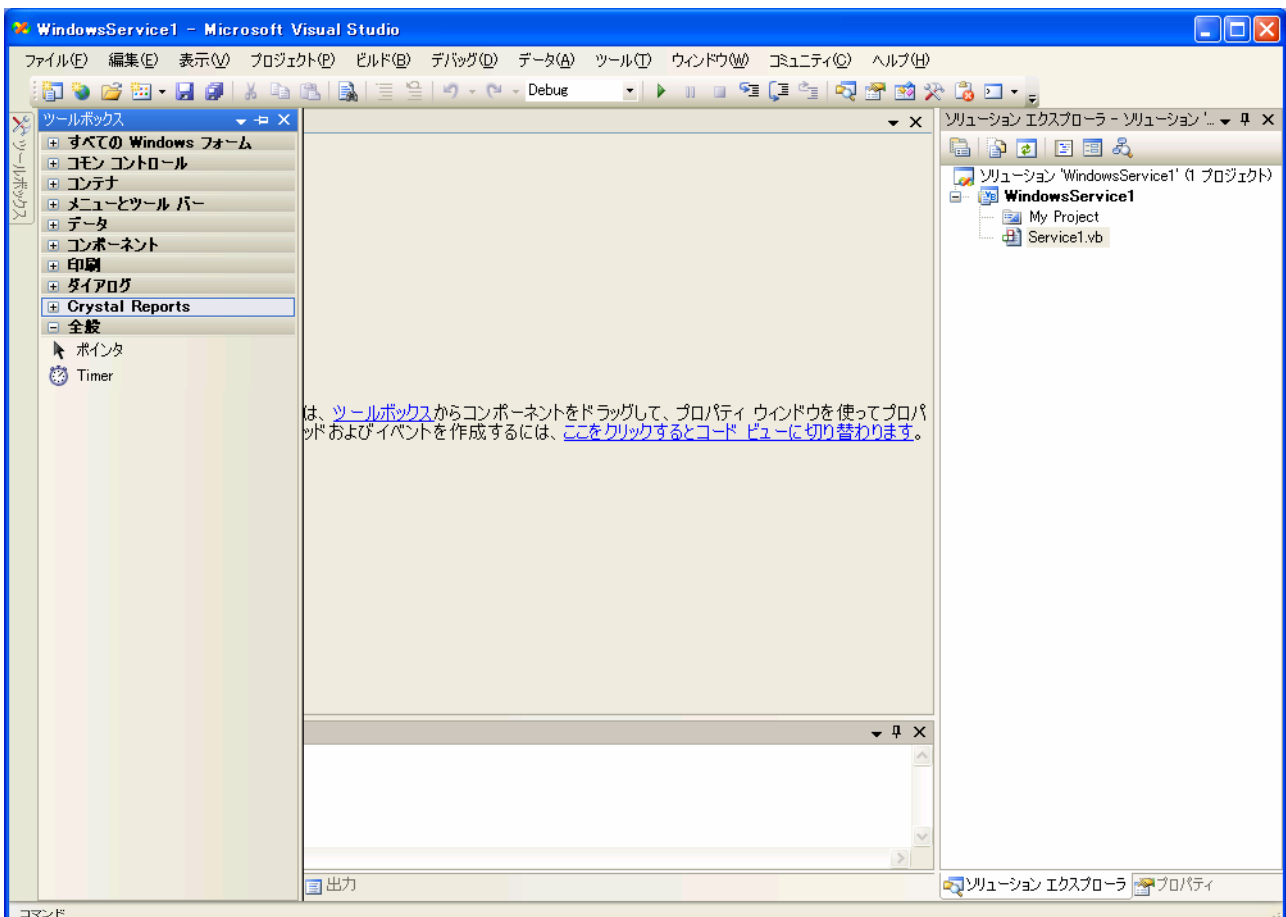 WindowsService1 - Microsoft Visual Studio
ファイル(F) 編集(E) 表示(V) プロジェクト(P) ビルド(B) デバッグ(D) データ(A) ツール(T) ウィンドウ(W) コミュニティ(C) ヘルプ(H)
Debug
ツールボックス
ツールボックス
すべての Windows フォーム
コモン コントロール
コンテナ
メニューとツール バー
データ
コンポーネント
印刷
ダイアログ
Crystal Reports
全般
ポインタ
Timer
は、ツールボックスからコンポーネントをドラッグして、プロパティ ウィンドウを使ってプロパ
ッドおよびイベントを作成するには、ここをクリックするとコード ビューに切り替わります。
出力
ソリューション エクスプローラ - ソリューション '...
ソリューション 'WindowsService1' (1 プロジェクト)
WindowsService1
My Project
Service1.vb
ソリューション エクスプローラ プロパティ
コマンド